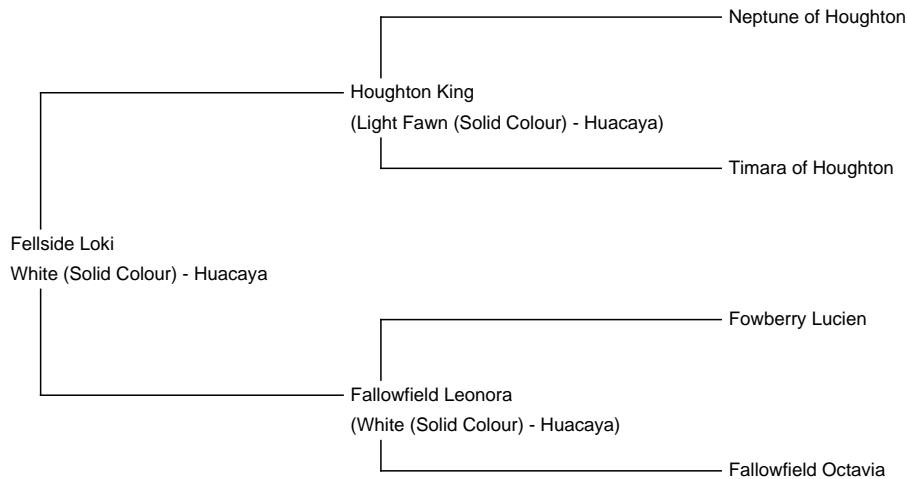 Neptune of Houghton
Houghton King
(Light Fawn (Solid Colour) - Huacaya)
Timara of Houghton
Fellside Loki
White (Solid Colour) - Huacaya
Fowberry Lucien
Fallowfield Leonora
(White (Solid Colour) - Huacaya)
Fallowfield Octavia